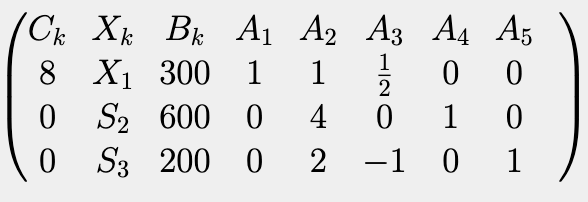 C_k X_k B_k A_1 A_2 A_3 A_4 A_5
8 X_1 300 1 1 1/2 0 0
0 S_2 600 0 4 0 1 0
0 S_3 200 0 2 −1 0 1